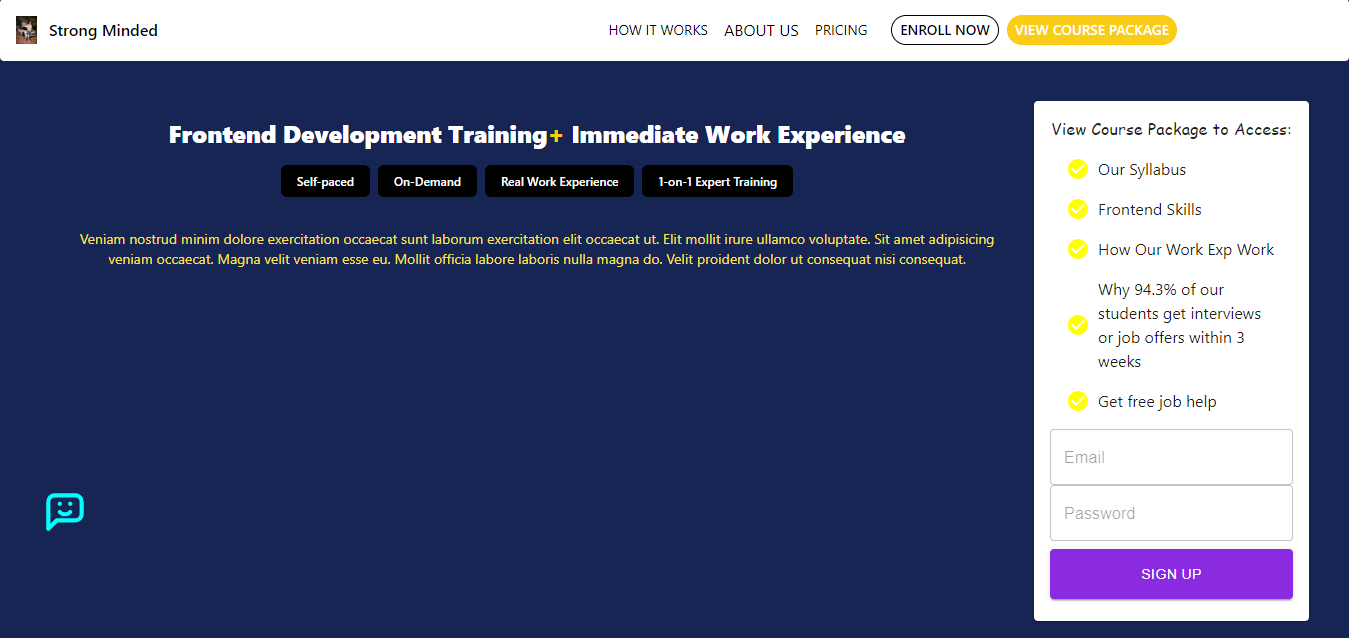 Strong Minded
HOW IT WORKS
ABOUT US
PRICING
ENROLL NOW
VIEW COURSE PACKAGE
Frontend Development Training+ Immediate Work Experience
Self-paced
On-Demand
Real Work Experience
1-on-1 Expert Training
Veniam nostrud minim dolore exercitation occaecat sunt laborum exercitation elit occaecat ut. Elit mollit irure ullamco voluptate. Sit amet adipisicing
veniam occaecat. Magna velit veniam esse eu. Mollit officia labore laboris nulla magna do. Velit proident dolor ut consequat nisi consequat.
View Course Package to Access:
Our Syllabus
Frontend Skills
How Our Work Exp Work
Why 94.3% of our
students get interviews
or job offers within 3
weeks
Get free job help
Email
Password
SIGN UP